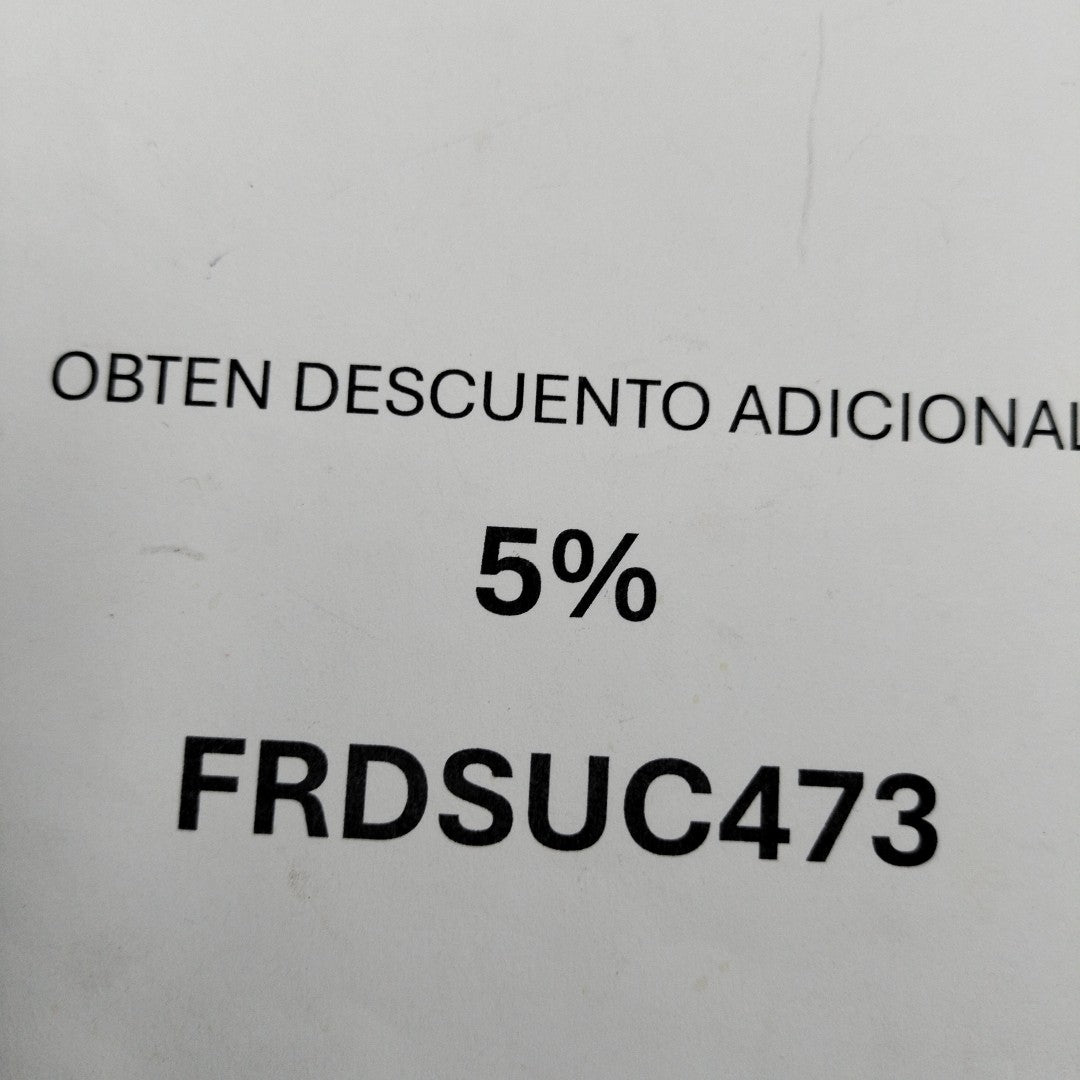 OBTEN DESCUENTO ADICIONAL
5%
FRDSUC473